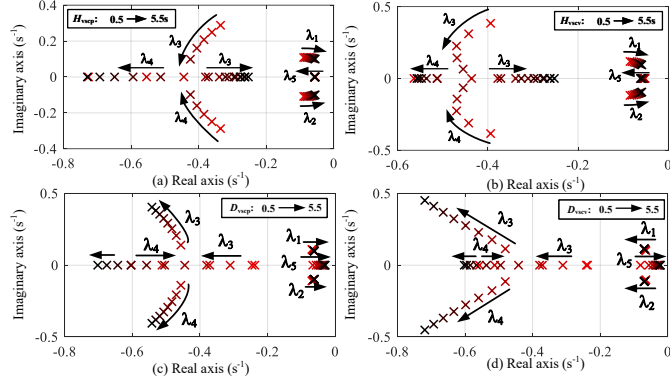 0.4
0.2
0
-0.2
-0.4
Imaginary axis (s⁻¹)
H_vscp: 0.5 → 5.5s
λ₃
λ₄
λ₃
λ₄
λ₁
λ₅
λ₂
-0.8 -0.6 -0.4 -0.2 0
(a) Real axis (s⁻¹)
0.5
0
-0.5
Imaginary axis (s⁻¹)
H_vscv: 0.5 → 5.5s
λ₃
λ₄
λ₃
λ₄
λ₁
λ₅
λ₂
-0.6 -0.5 -0.4 -0.3 -0.2 -0.1 0
(b) Real axis (s⁻¹)
0.5
0
-0.5
Imaginary axis (s⁻¹)
D_vscp: 0.5 → 5.5
λ₃
λ₄
λ₃
λ₄
λ₁
λ₅
λ₂
-0.8 -0.6 -0.4 -0.2 0
(c) Real axis (s⁻¹)
0.5
0
-0.5
Imaginary axis (s⁻¹)
D_vscv: 0.5 → 5.5
λ₃
λ₄
λ₃
λ₄
λ₁
λ₅
λ₂
-0.8 -0.6 -0.4 -0.2 0
(d) Real axis (s⁻¹)